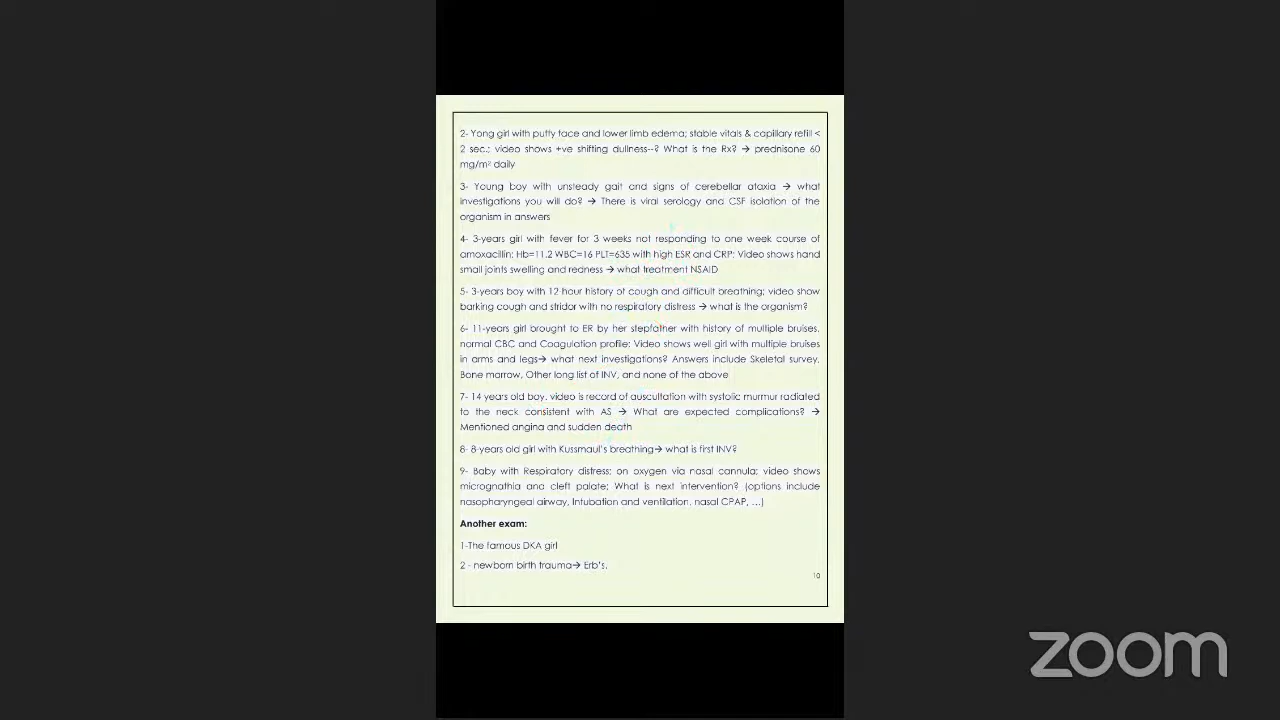 2- Yong girl with putty tace and lower limb edema; stable vitals & capillary refill <
2 sec.; video shows +ve shifting dullness--? What is the Rx? → prednisone 60
mg/m² daily
3- Young boy with unsteady gait and signs of cerebellar ataxia → what
investigations you will do? → There is viral serology and CSF isolation of the
organism in answers
4- 3-years girl with fever for 3 weeks not responding to one week course of
amoxacillin; Hb=11.2 WBC=16 PLT=635 with high ESR and CRP; Video shows hand
small joints swelling and redness → what treatment NSAID
5- 3-years boy with 12 hour history of cough and difficult breathing; video show
barking cough and stridor with no respiratory distress → what is the organism?
6- 11-years girl brought to ER by her stepfather with history of multiple bruises,
normal CBC and Coagulation profile; Video shows well girl with multiple bruises
in arms and legs→ what next investigations? Answers include Skeletal survey,
Bone marrow, Other long list of INV, and none of the above
7- 14 years old boy, video is record of auscultation with systolic murmur radiated
to the neck consistent with AS → What are expected complications? →
Mentioned angina and sudden death
8- 8-years old girl with Kussmaul's breathing→ what is first INV?
9- Baby with Respiratory distress; on oxygen via nasal cannula; video shows
micrognathia and cleft palate; What is next intervention? (options include
nasopharyngeal airway, Intubation and ventilation, nasal CPAP, ...)
Another exam:
1-The famous DKA girl
2 - newborn birth trauma→ Erb's.
10
zoom